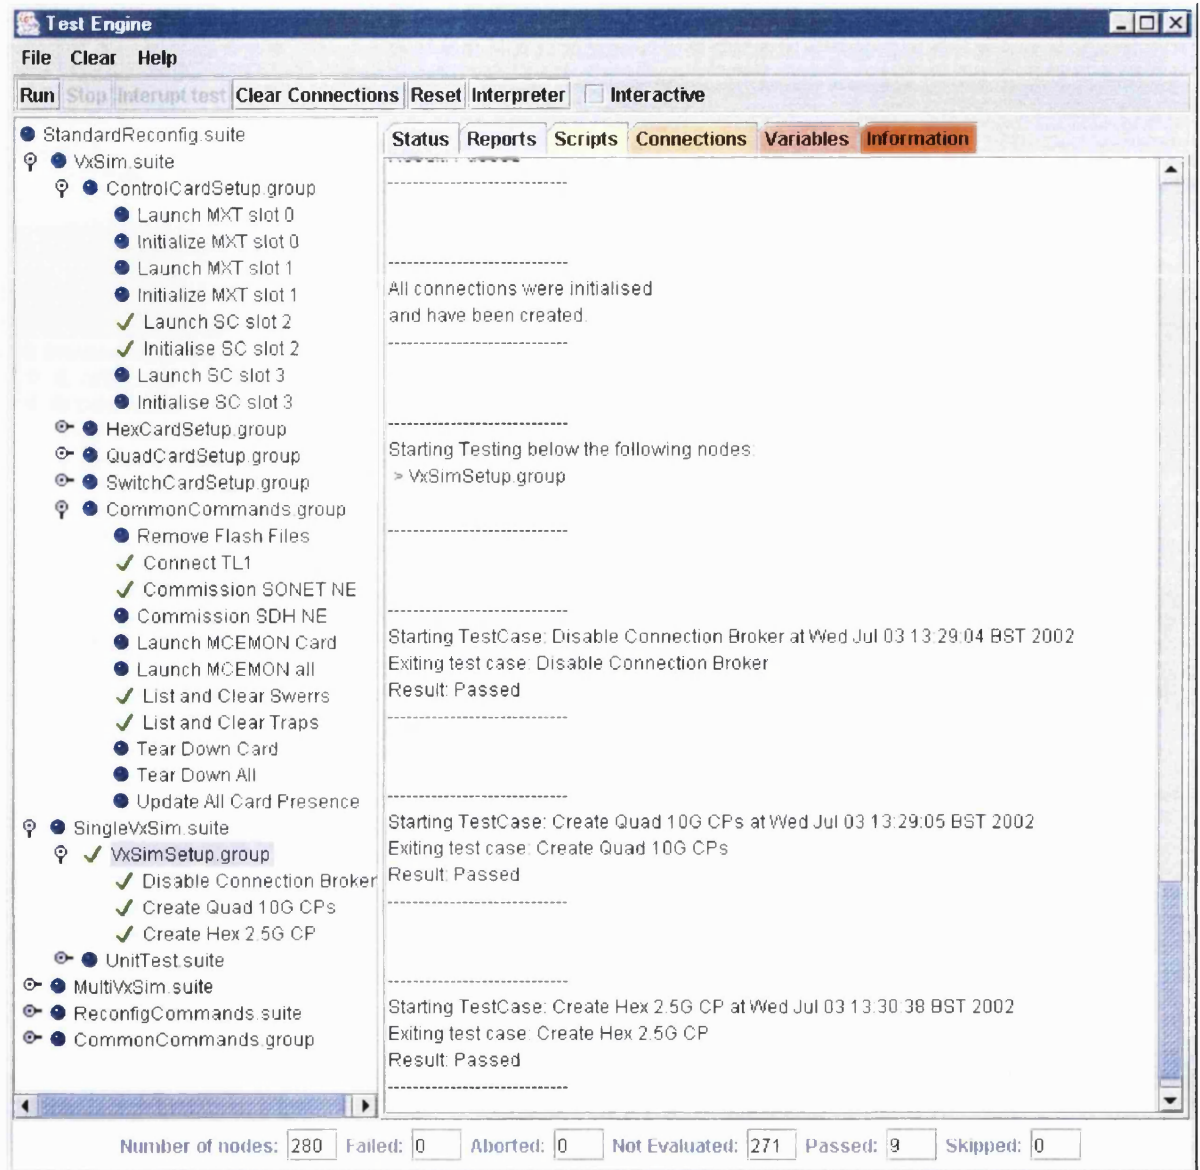 Test Engine
File Clear Help
Run Stop Interupt test Clear Connections Reset Interpreter Interactive
StandardReconfig.suite
VxSim.suite
ControlCardSetup.group
Launch MXT slot 0
Initialize MXT slot 0
Launch MXT slot 1
Initialize MXT slot 1
Launch SC slot 2
Initialise SC slot 2
Launch SC slot 3
Initialise SC slot 3
HexCardSetup.group
QuadCardSetup.group
SwitchCardSetup.group
CommonCommands.group
Remove Flash Files
Connect TL1
Commission SONET NE
Commission SDH NE
Launch MCEMON Card
Launch MCEMON all
List and Clear Swerrs
List and Clear Traps
Tear Down Card
Tear Down All
Update All Card Presence
SingleVxSim.suite
VxSimSetup.group
Disable Connection Broker
Create Quad 10G CPs
Create Hex 2.5G CP
UnitTest.suite
MultiVxSim.suite
ReconfigCommands.suite
CommonCommands.group
Status Reports Scripts Connections Variables Information
Result: Passed
------------------------------------
------------------------------------
All connections were initialised
and have been created.
------------------------------------
------------------------------------
Starting Testing below the following nodes:
> VxSimSetup.group
------------------------------------
------------------------------------
Starting TestCase: Disable Connection Broker at Wed Jul 03 13:29:04 BST 2002
Exiting test case: Disable Connection Broker
Result: Passed
------------------------------------
------------------------------------
Starting TestCase: Create Quad 10G CPs at Wed Jul 03 13:29:05 BST 2002
Exiting test case: Create Quad 10G CPs
Result: Passed
------------------------------------
------------------------------------
Starting TestCase: Create Hex 2.5G CP at Wed Jul 03 13:30:38 BST 2002
Exiting test case: Create Hex 2.5G CP
Result: Passed
------------------------------------
Number of nodes: 280 Failed: 0 Aborted: 0 Not Evaluated: 271 Passed: 9 Skipped: 0